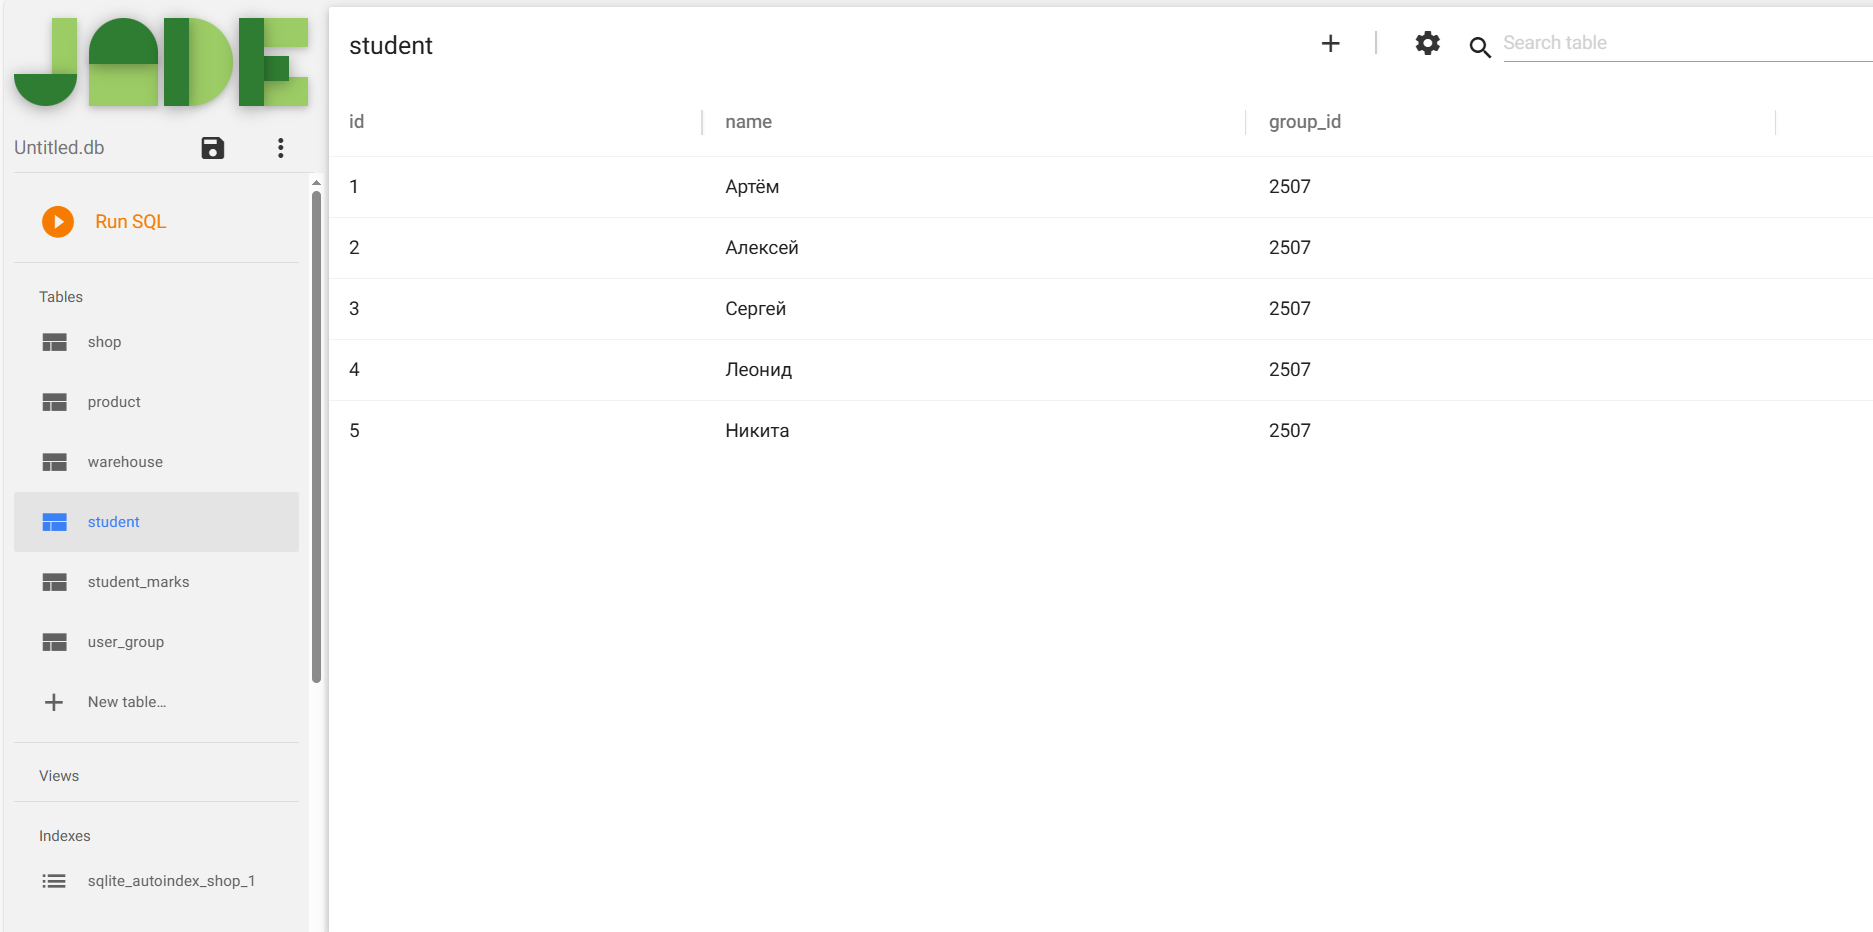 JADE
Untitled.db
Run SQL
Tables
shop
product
warehouse
student
student_marks
user_group
New table...
Views
Indexes
sqlite_autoindex_shop_1
student
Search table
id name group_id
1 Артём 2507
2 Алексей 2507
3 Сергей 2507
4 Леонид 2507
5 Никита 2507